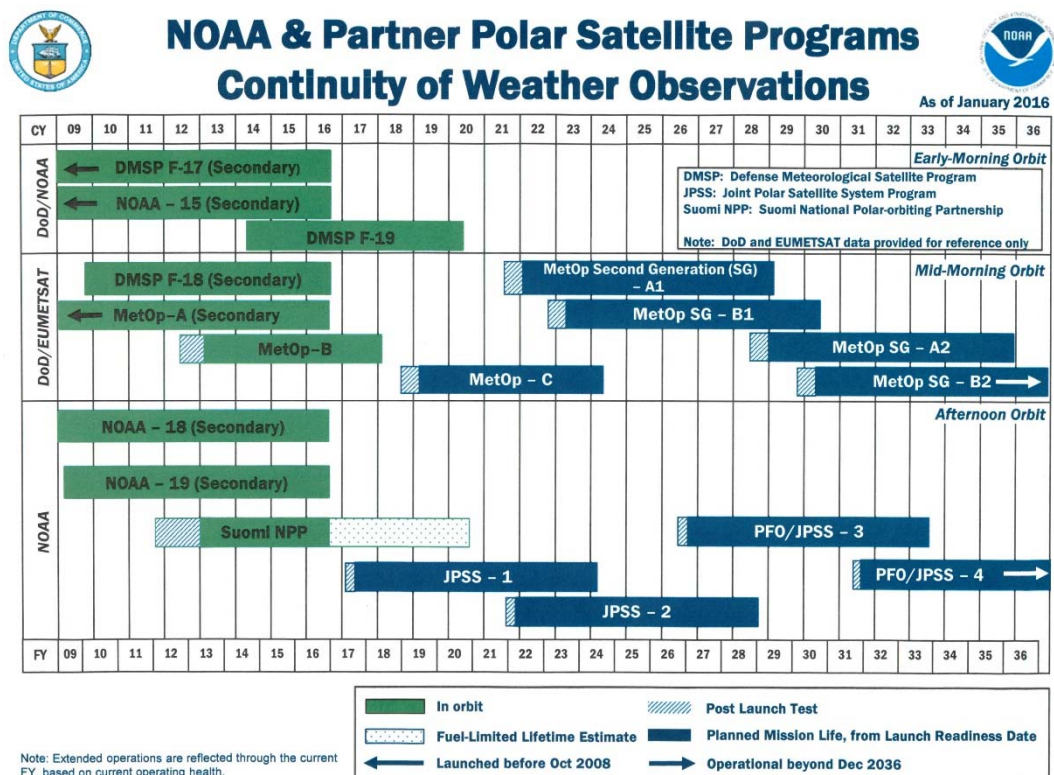 NOAA & Partner Polar Satellite Programs
Continuity of Weather Observations
NOAA
As of January 2016
CY 09 10 11 12 13 14 15 16 17 18 19 20 21 22 23 24 25 26 27 28 29 30 31 32 33 34 35 36
DoD/NOAA
Early-Morning Orbit
DMSP F-17 (Secondary)
NOAA – 15 (Secondary)
DMSP F-19
DMSP: Defense Meteorological Satellite Program
JPSS: Joint Polar Satellite System Program
Suomi NPP: Suomi National Polar-orbiting Partnership
Note: DoD and EUMETSAT data provided for reference only
DoD/EUMETSAT
Mid-Morning Orbit
DMSP F-18 (Secondary)
MetOp Second Generation (SG)
– A1
MetOp-A (Secondary
MetOp SG – B1
MetOp-B
MetOp SG – A2
MetOp – C
MetOp SG – B2
NOAA
Afternoon Orbit
NOAA – 18 (Secondary)
NOAA – 19 (Secondary)
Suomi NPP
PFO/JPSS – 3
JPSS – 1
PFO/JPSS – 4
JPSS – 2
FY 09 10 11 12 13 14 15 16 17 18 19 20 21 22 23 24 25 26 27 28 29 30 31 32 33 34 35 36
In orbit
Post Launch Test
Fuel-Limited Lifetime Estimate
Planned Mission Life, from Launch Readiness Date
Launched before Oct 2008
Operational beyond Dec 2036
Note: Extended operations are reflected through the current
FY, based on current operating health.